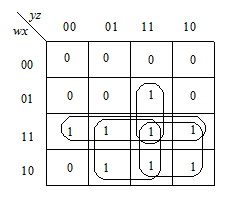 yz
wx
00 01 11 10
00 0 0 0 0
01 0 0 1 0
11 1 1 1 1
10 0 1 1 1